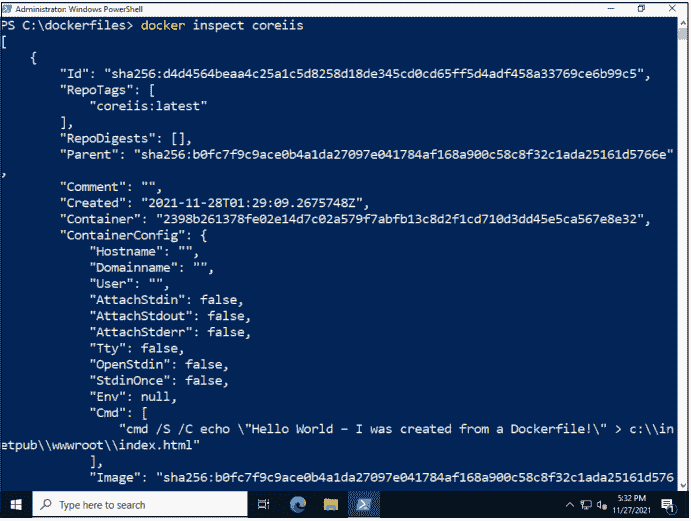 Administrator: Windows PowerShell
PS C:\dockerfiles> docker inspect coreiis
[
    {
        "Id": "sha256:d4d4564beaa4c25a1c5d8258d18de345cd0cd65ff5d4adf458a33769ce6b99c5",
        "RepoTags": [
            "coreiis:latest"
        ],
        "RepoDigests": [],
        "Parent": "sha256:b0fc7f9c9ace0b4a1da27097e041784af168a900c58c8f32c1ada25161d5766e"
,
        "Comment": "",
        "Created": "2021-11-28T01:29:09.2675748Z",
        "Container": "2398b261378fe02e14d7c02a579f7abfb13c8d2f1cd710d3dd45e5ca567e8e32",
        "ContainerConfig": {
            "Hostname": "",
            "Domainname": "",
            "User": "",
            "AttachStdin": false,
            "AttachStdout": false,
            "AttachStderr": false,
            "Tty": false,
            "OpenStdin": false,
            "StdinOnce": false,
            "Env": null,
            "Cmd": [
                "cmd /S /C echo \"Hello World – I was created from a Dockerfile!\" > c:\\in
etpub\\wwwroot\\index.html"
            ],
            "Image": "sha256:b0fc7f9c9ace0b4a1da27097e041784af168a900c58c8f32c1ada25161d576
Type here to search
5:32 PM
11/27/2021
1